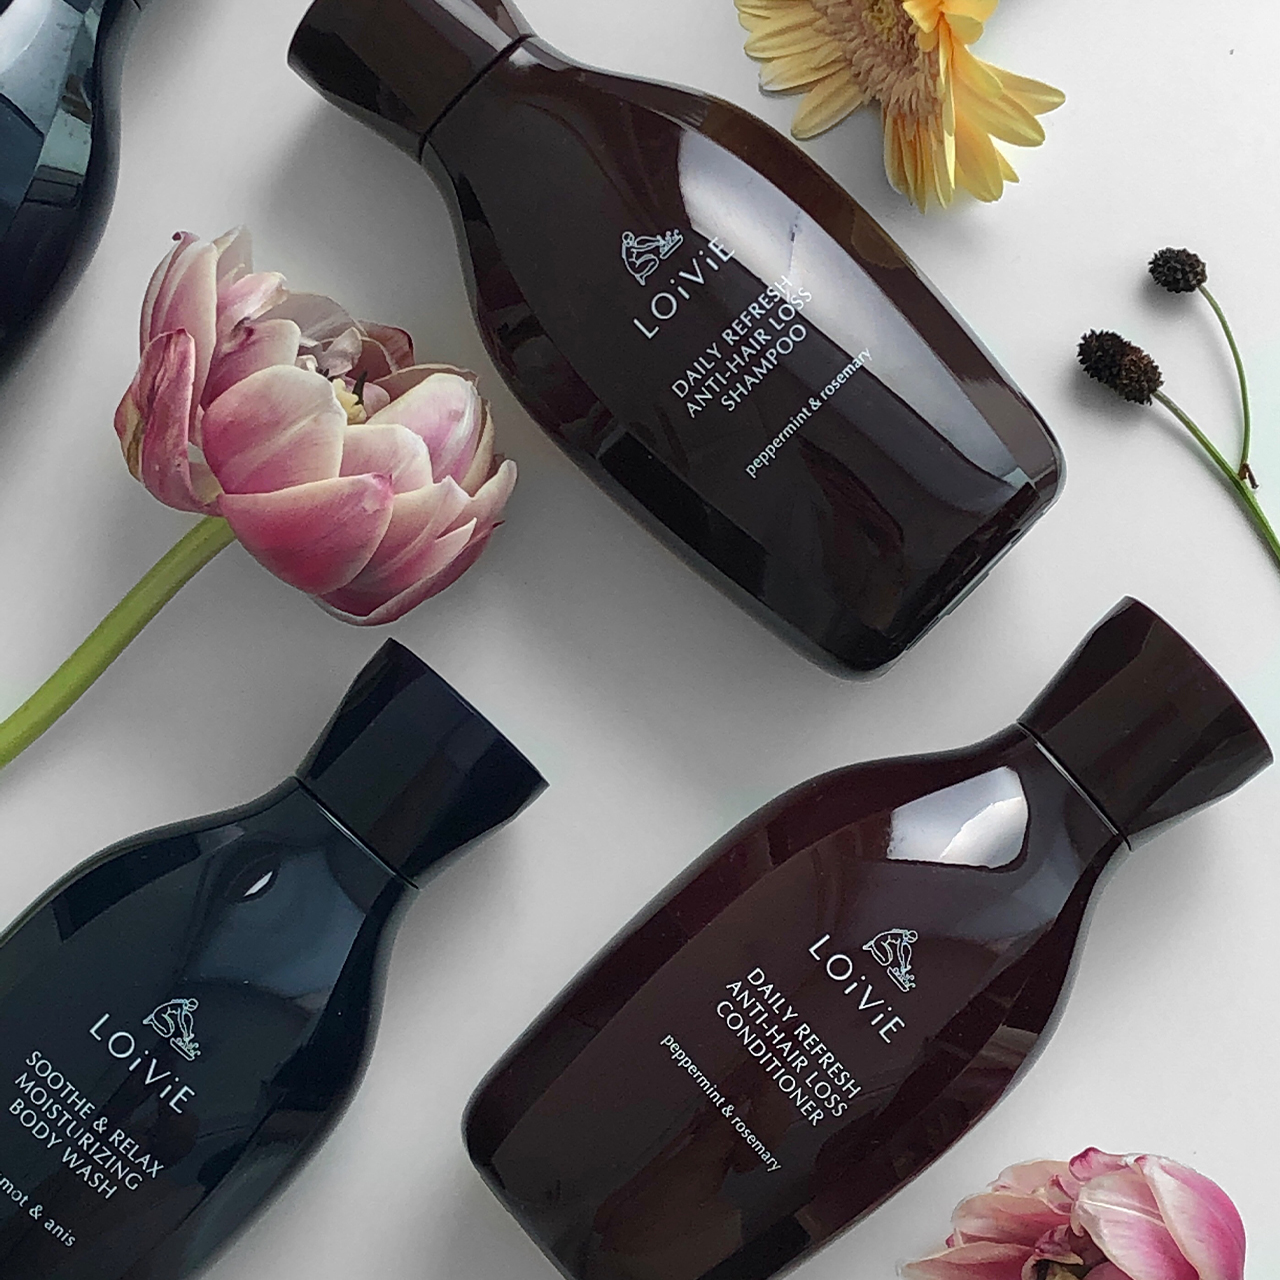 LOiViE
DAILY REFRESH
ANTI-HAIR LOSS
SHAMPOO
peppermint & rosemary
LOiViE
SOOTHE & RELAX
MOISTURIZING
BODY WASH
& anis
LOiViE
DAILY REFRESH
ANTI-HAIR LOSS
CONDITIONER
peppermint & rosemary